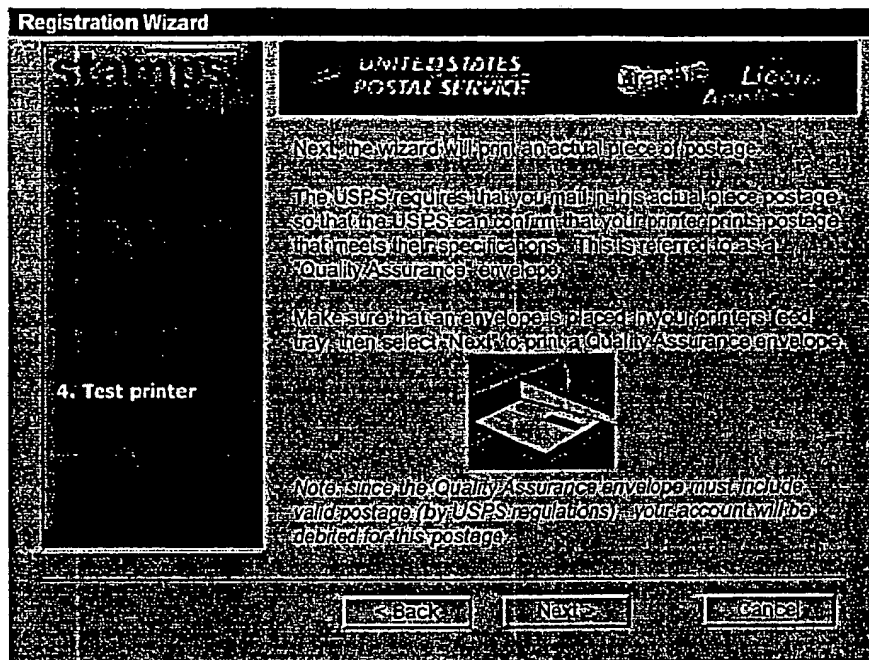 Registration Wizard
stamps
UNITED STATES
POSTAL SERVICE
Next, the wizard will print an actual piece of postage.
The USPS requires that you mail in this actual piece postage
so that the USPS can confirm that your printer prints postage
that meets their specifications. This is referred to as a
"Quality Assurance" envelope.
Make sure that an envelope is placed in your printers feed
tray, then select "Next" to print a Quality Assurance envelope.
4. Test printer
Note: since the Quality Assurance envelope must include
valid postage (by USPS regulations), your account will be
debited for this postage.
< Back
Next >
Cancel